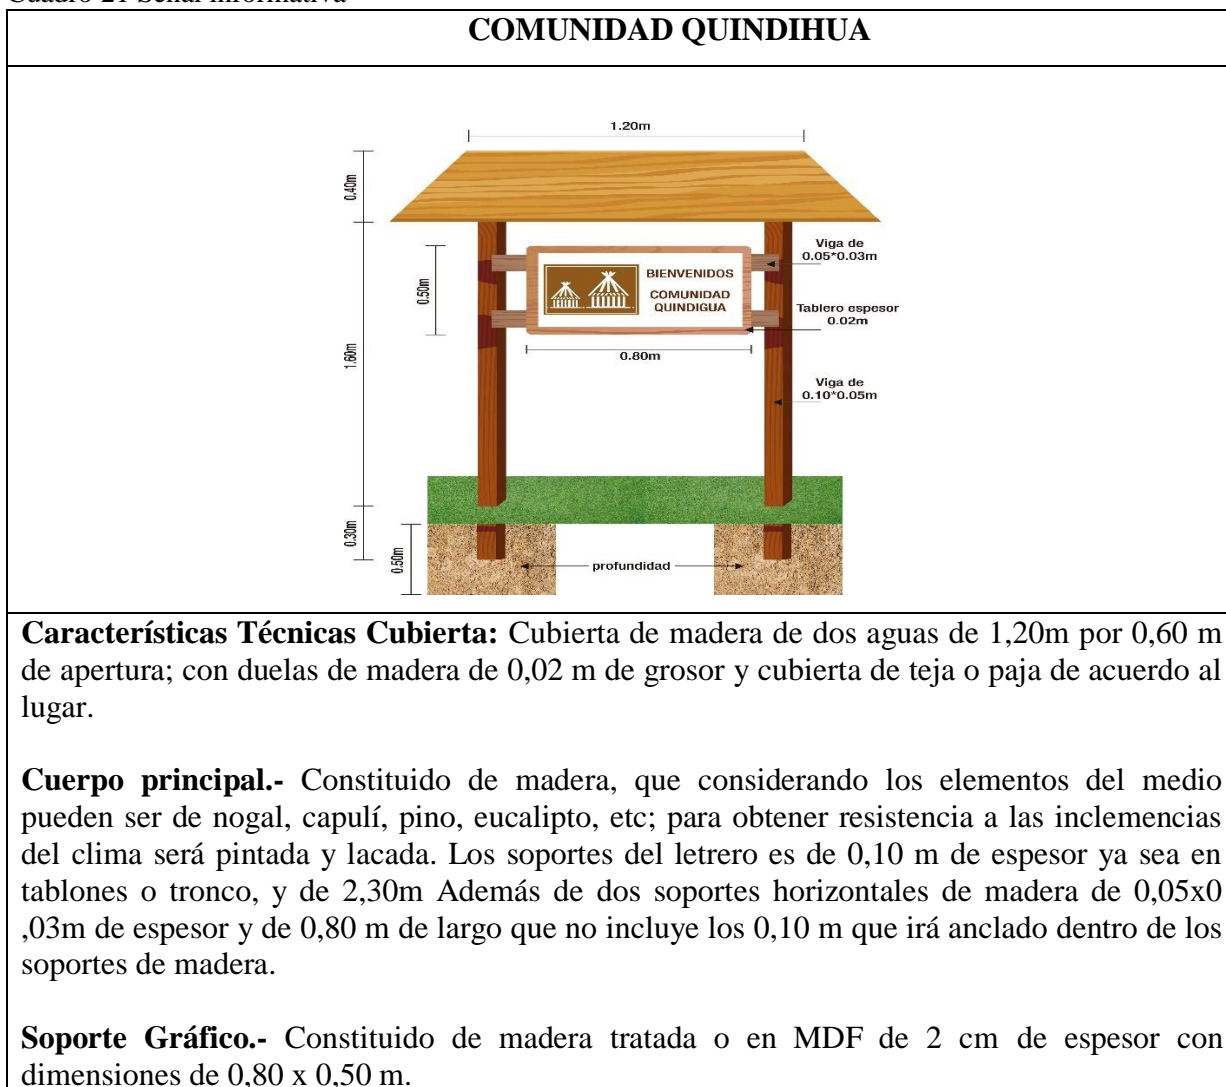 Cuadro 21 Señal informativa
COMUNIDAD QUINDIHUA
1.20m
0.40m
Viga de
0.05*0.03m
BIENVENIDOS
COMUNIDAD
QUINDIGUA
0.50m
Tablero espesor
0.02m
0.80m
1.60m
Viga de
0.10*0.05m
0.30m
0.50m
profundidad
Características Técnicas Cubierta: Cubierta de madera de dos aguas de 1,20m por 0,60 m
de apertura; con duelas de madera de 0,02 m de grosor y cubierta de teja o paja de acuerdo al
lugar.
Cuerpo principal.- Constituido de madera, que considerando los elementos del medio
pueden ser de nogal, capulí, pino, eucalipto, etc; para obtener resistencia a las inclemencias
del clima será pintada y lacada. Los soportes del letrero es de 0,10 m de espesor ya sea en
tablones o tronco, y de 2,30m Además de dos soportes horizontales de madera de 0,05x0
,03m de espesor y de 0,80 m de largo que no incluye los 0,10 m que irá anclado dentro de los
soportes de madera.
Soporte Gráfico.- Constituido de madera tratada o en MDF de 2 cm de espesor con
dimensiones de 0,80 x 0,50 m.